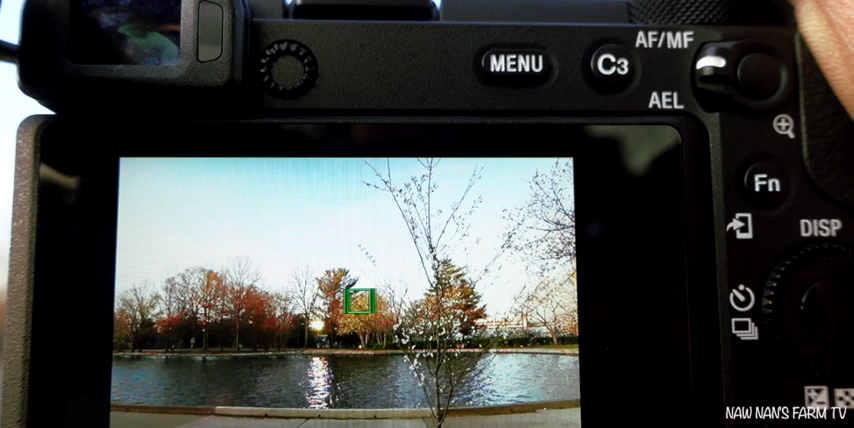 AF/MF
MENU
C3
AEL
Fn
DISP
NAW NAN'S FARM TV